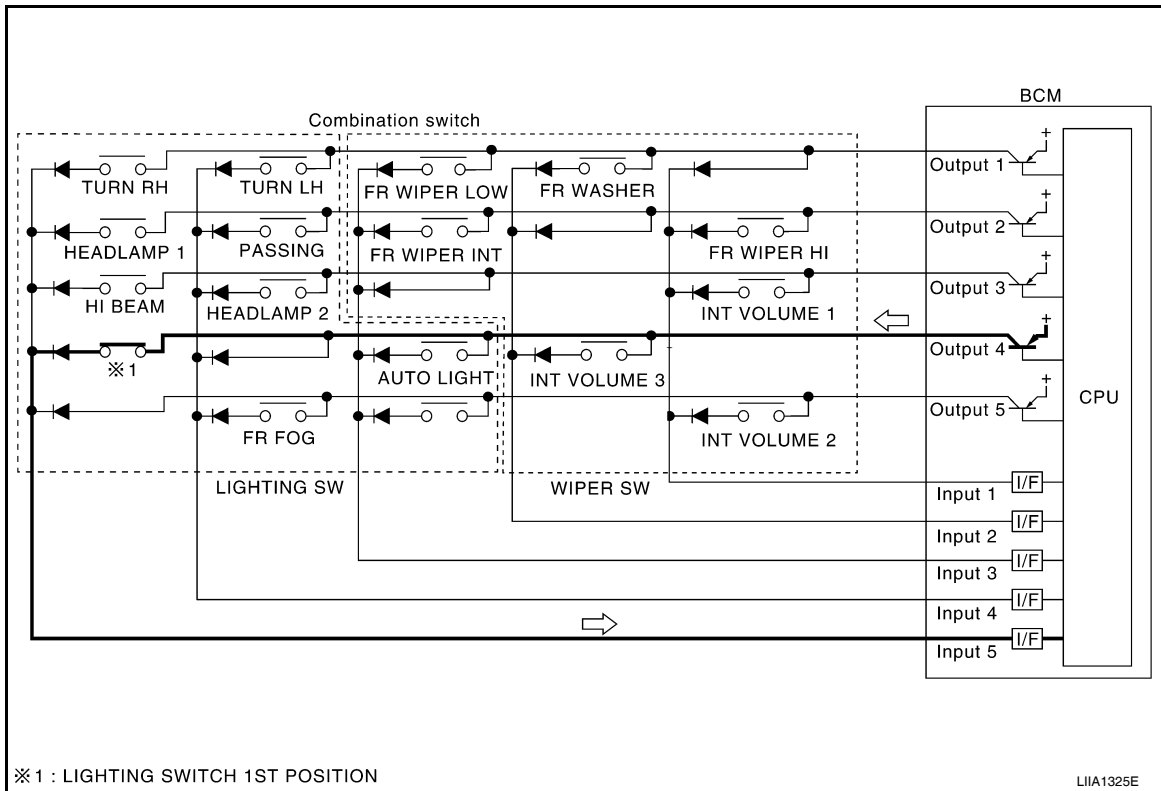 BCM
Combination switch
Output 1
TURN RH
TURN LH
FR WIPER LOW
FR WASHER
+
Output 2
HEADLAMP 1
PASSING
FR WIPER INT
FR WIPER HI
+
Output 3
HI BEAM
HEADLAMP 2
INT VOLUME 1
+
Output 4
※1
AUTO LIGHT
INT VOLUME 3
+
CPU
Output 5
FR FOG
INT VOLUME 2
+
LIGHTING SW
WIPER SW
Input 1
I/F
Input 2
I/F
Input 3
I/F
Input 4
I/F
Input 5
I/F
※1 : LIGHTING SWITCH 1ST POSITION
LIIA1325E